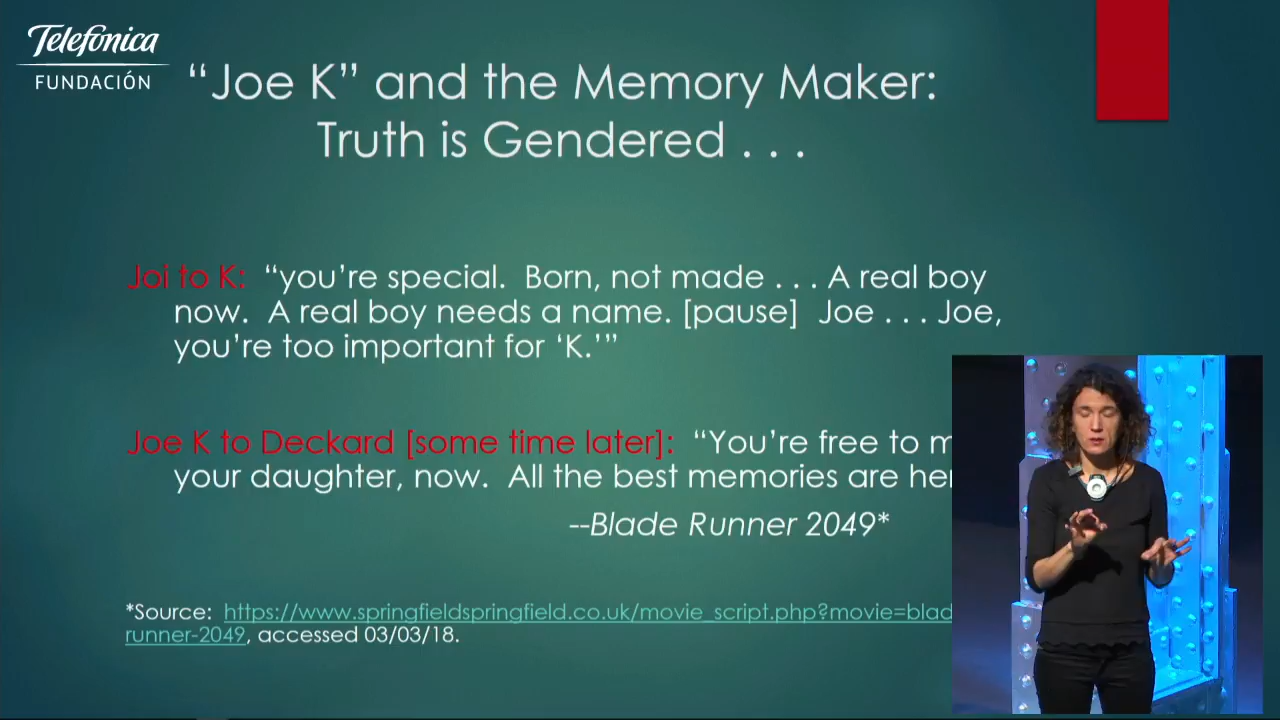 Telefónica
FUNDACIÓN
“Joe K” and the Memory Maker:
Truth is Gendered . . .
Joi to K: “you’re special. Born, not made . . . A real boy
now. A real boy needs a name. [pause] Joe . . . Joe,
you’re too important for ‘K.’”
Joe K to Deckard [some time later]: “You’re free to
your daughter, now. All the best memories are
--Blade Runner 2049*
*Source: https://www.springfieldspringfield.co.uk/movie_script.php?movie=blad
runner-2049, accessed 03/03/18.